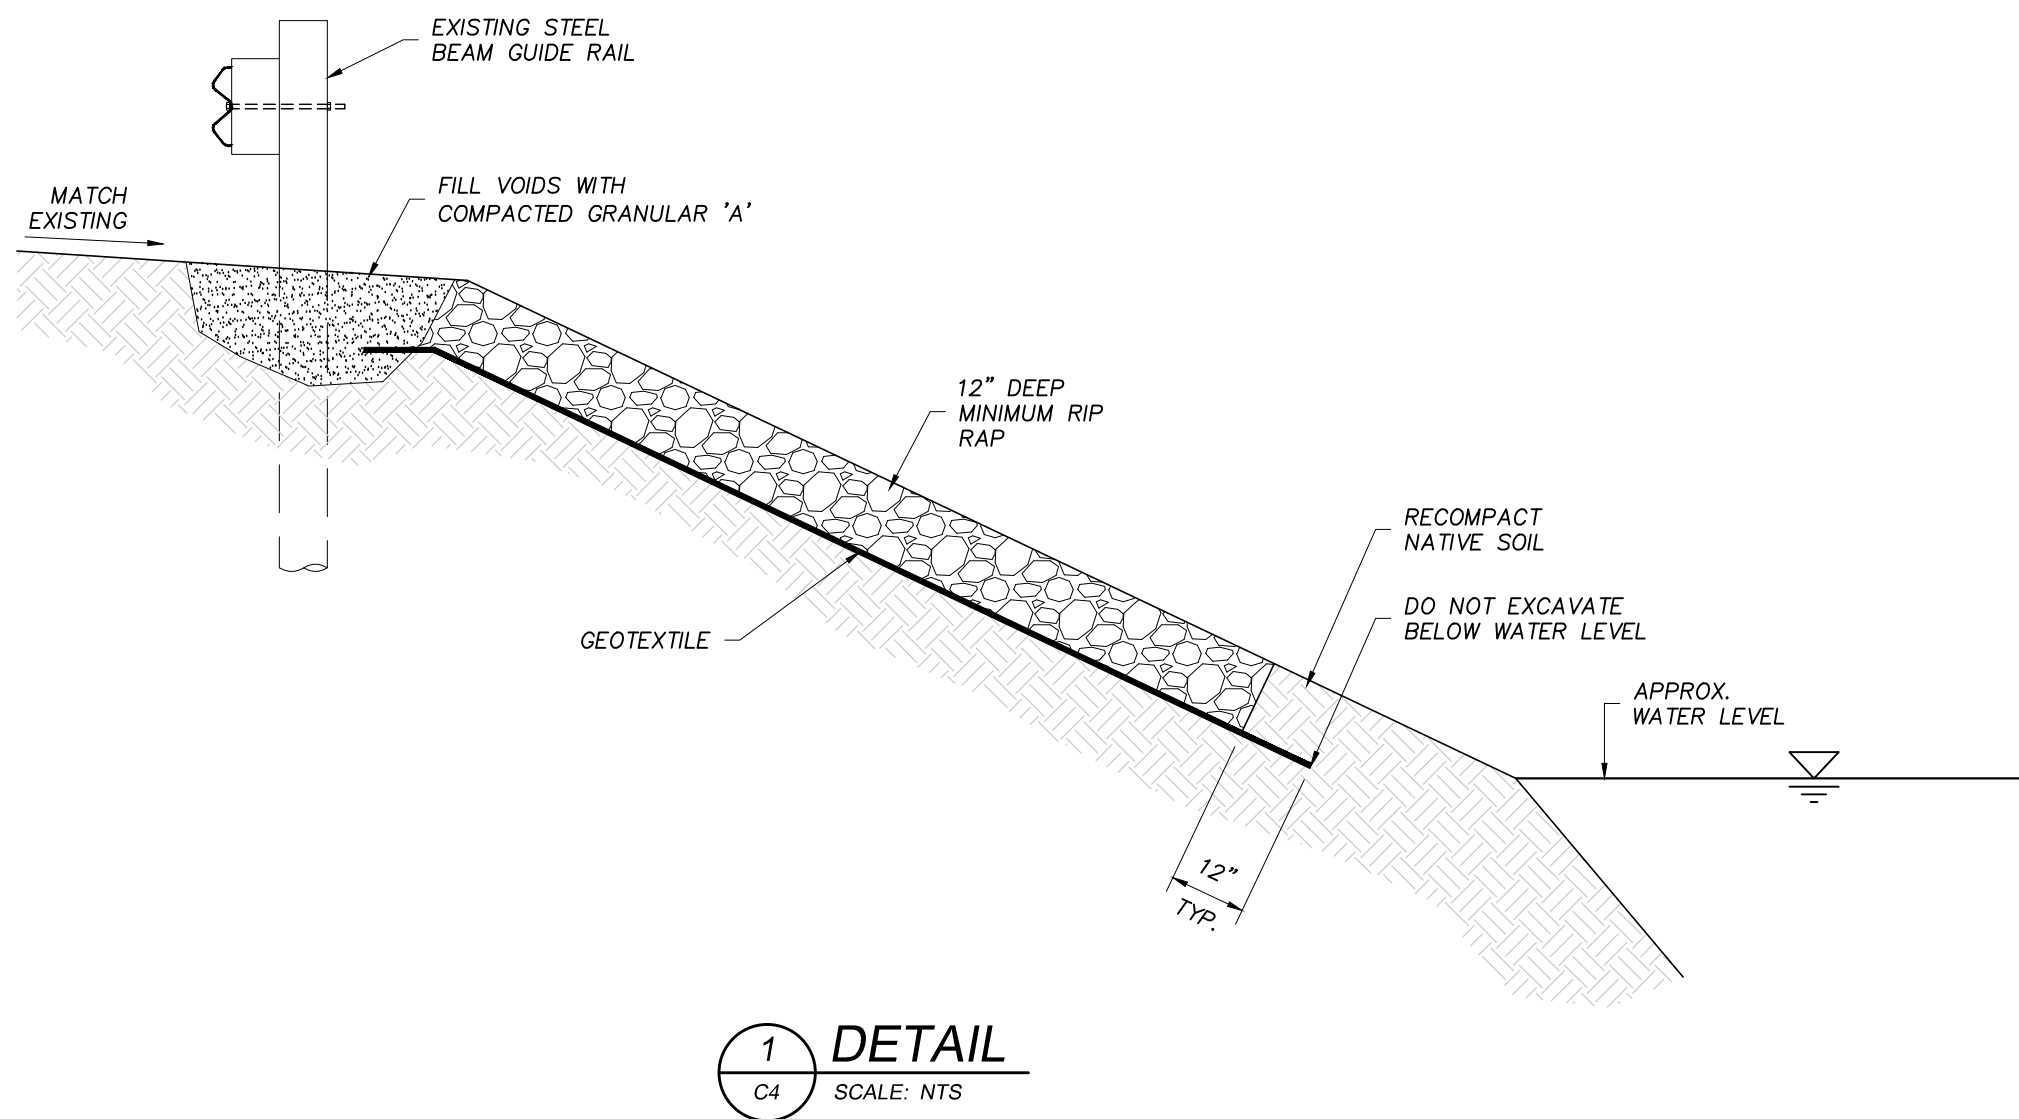 EXISTING STEEL
BEAM GUIDE RAIL
MATCH
EXISTING
FILL VOIDS WITH
COMPACTED GRANULAR 'A'
12" DEEP
MINIMUM RIP
RAP
RECOMPACT
NATIVE SOIL
DO NOT EXCAVATE
BELOW WATER LEVEL
GEOTEXTILE
APPROX.
WATER LEVEL
12"
TYP.
1
C4
DETAIL
SCALE: NTS